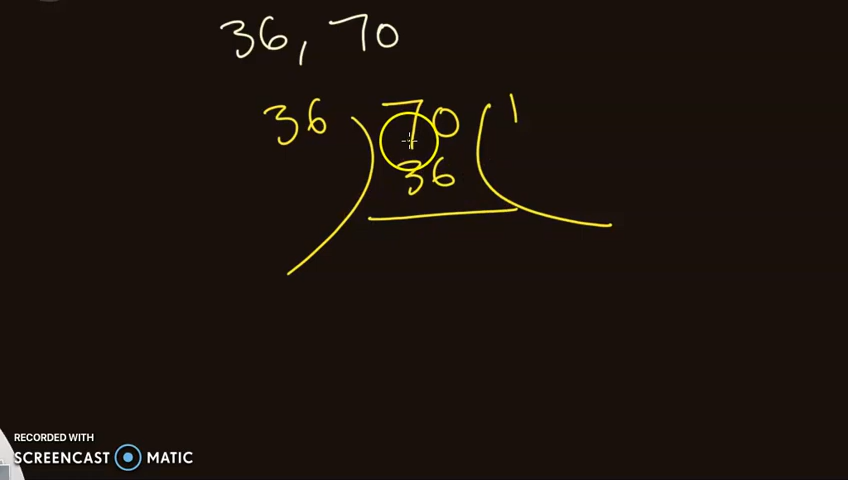 36, 70
36 ) 70 ( 1
36
RECORDED WITH
SCREENCAST MATIC